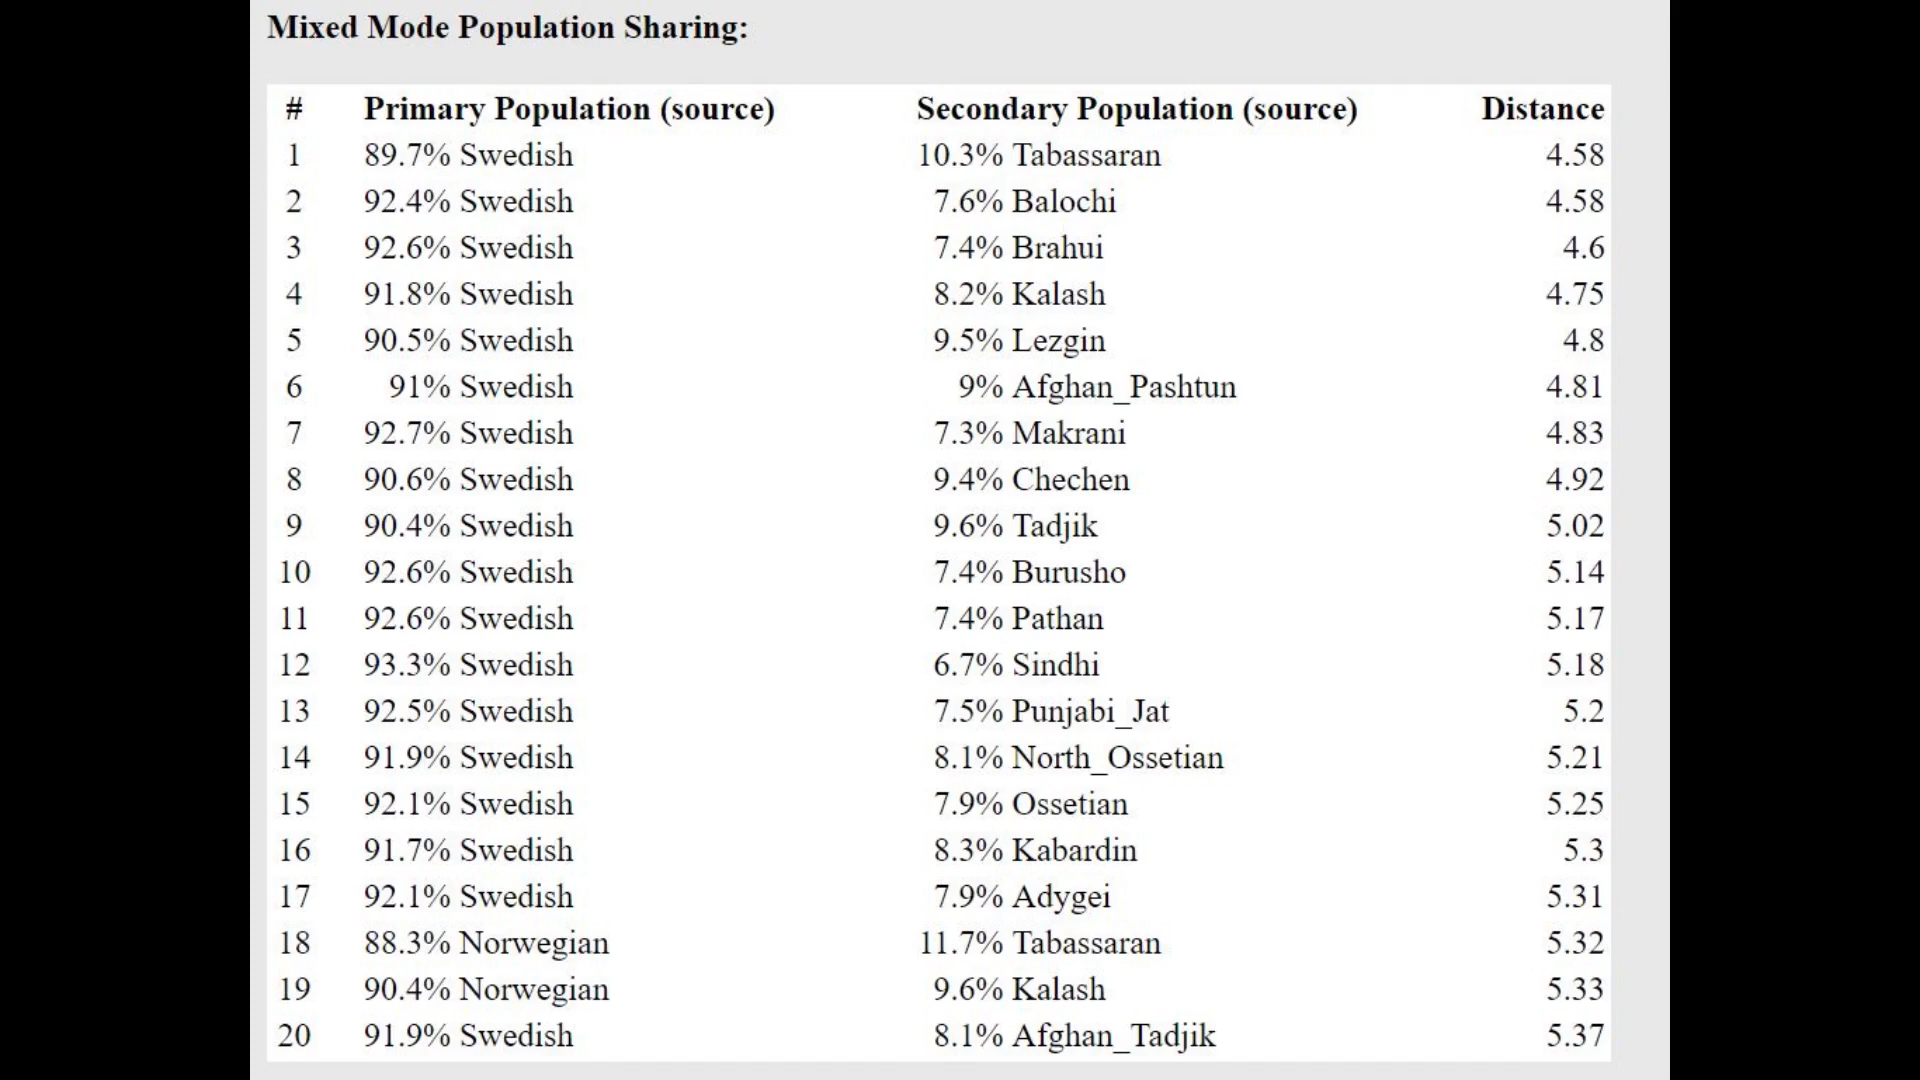 Mixed Mode Population Sharing:
# Primary Population (source) Secondary Population (source) Distance
1 89.7% Swedish 10.3% Tabassaran 4.58
2 92.4% Swedish 7.6% Balochi 4.58
3 92.6% Swedish 7.4% Brahui 4.6
4 91.8% Swedish 8.2% Kalash 4.75
5 90.5% Swedish 9.5% Lezgin 4.8
6 91% Swedish 9% Afghan_Pashtun 4.81
7 92.7% Swedish 7.3% Makrani 4.83
8 90.6% Swedish 9.4% Chechen 4.92
9 90.4% Swedish 9.6% Tadjik 5.02
10 92.6% Swedish 7.4% Burusho 5.14
11 92.6% Swedish 7.4% Pathan 5.17
12 93.3% Swedish 6.7% Sindhi 5.18
13 92.5% Swedish 7.5% Punjabi_Jat 5.2
14 91.9% Swedish 8.1% North_Ossetian 5.21
15 92.1% Swedish 7.9% Ossetian 5.25
16 91.7% Swedish 8.3% Kabardin 5.3
17 92.1% Swedish 7.9% Adygei 5.31
18 88.3% Norwegian 11.7% Tabassaran 5.32
19 90.4% Norwegian 9.6% Kalash 5.33
20 91.9% Swedish 8.1% Afghan_Tadjik 5.37